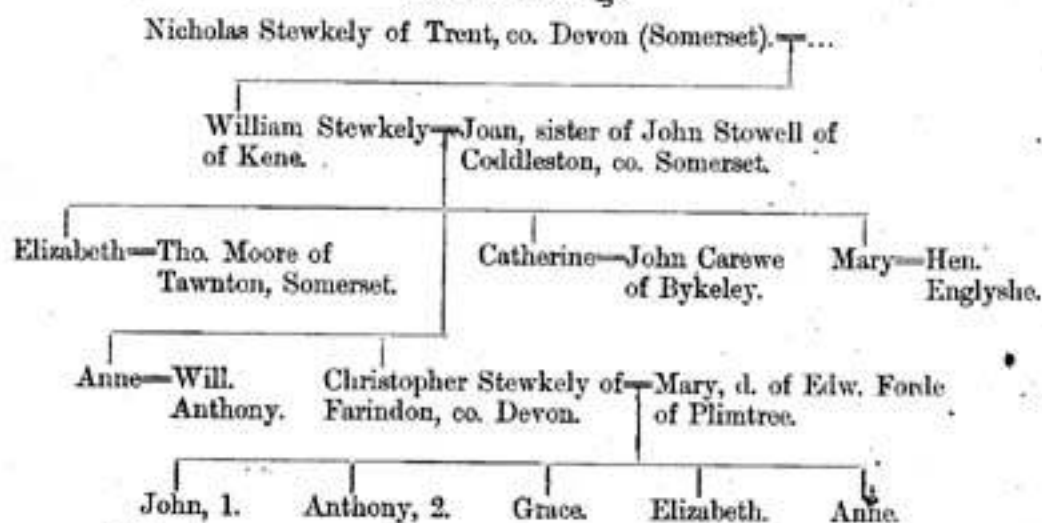 Nicholas Stewkely of Trent, co. Devon (Somerset).=...
William Stewkely=Joan, sister of John Stowell of
of Kene. Coddleston, co. Somerset.
Elizabeth=Tho. Moore of Catherine=John Carewe Mary=Hen.
Tawnton, Somerset. of Bykeley. Englyshe.
Anne=Will. Christopher Stewkely of=Mary, d. of Edw. Forde
Anthony. Farindon, co. Devon. of Plimtree.
John, 1. Anthony, 2. Grace. Elizabeth. Anne.